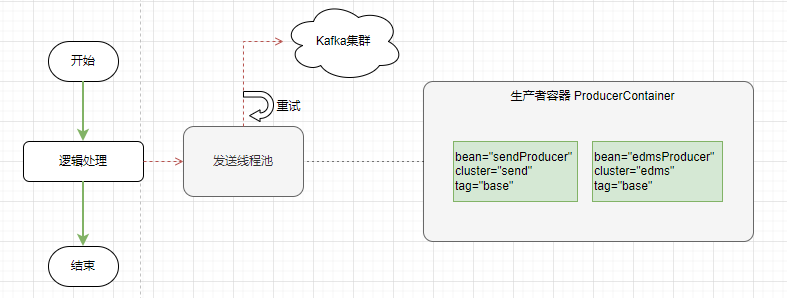 开始
Kafka集群
重试
逻辑处理
发送线程池
结束
生产者容器 ProducerContainer
bean="sendProducer"
cluster="send"
tag="base"
bean="edmsProducer"
cluster="edms"
tag="base"